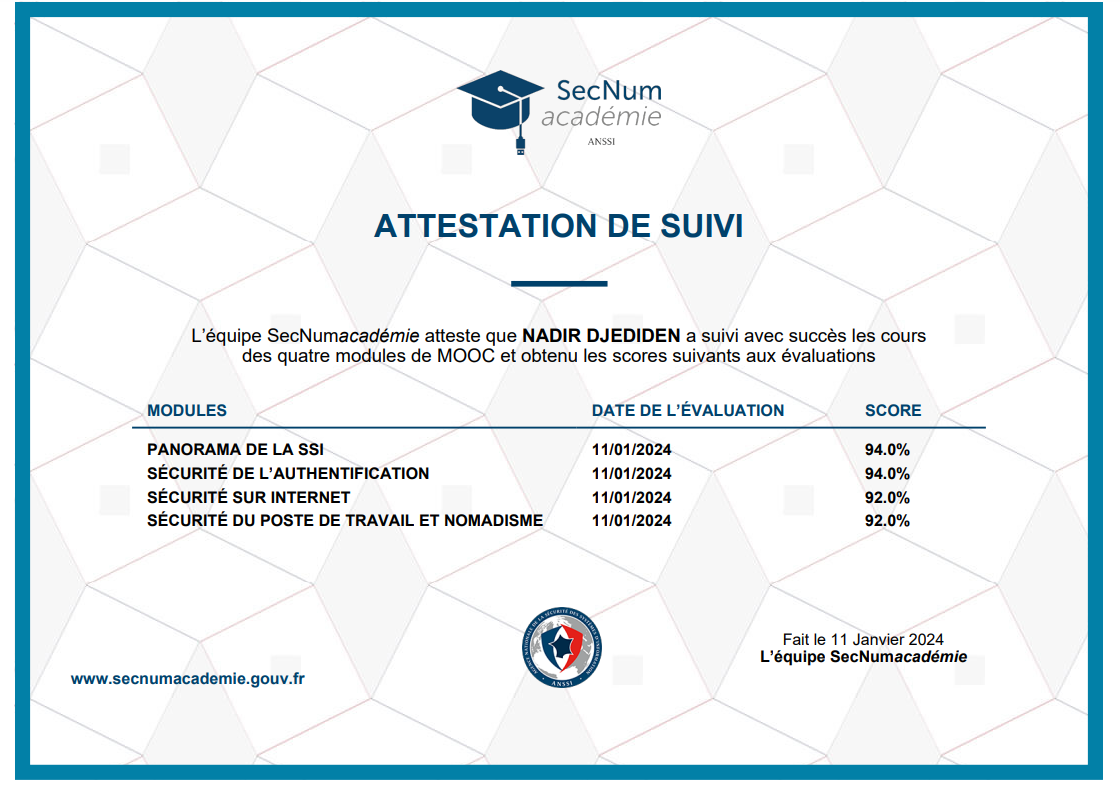 SecNum
académie
ANSSI
ATTESTATION DE SUIVI
L'équipe SecNumacadémie atteste que NADIR DJEDIDEN a suivi avec succès les cours
des quatre modules de MOOC et obtenu les scores suivants aux évaluations
MODULES DATE DE L'ÉVALUATION SCORE
PANORAMA DE LA SSI 11/01/2024 94.0%
SÉCURITÉ DE L'AUTHENTIFICATION 11/01/2024 94.0%
SÉCURITÉ SUR INTERNET 11/01/2024 92.0%
SÉCURITÉ DU POSTE DE TRAVAIL ET NOMADISME 11/01/2024 92.0%
AGENCE NATIONALE DE LA SÉCURITÉ DES SYSTÈMES D'INFORMATION
ANSSI
Fait le 11 Janvier 2024
L'équipe SecNumacadémie
www.secnumacademie.gouv.fr